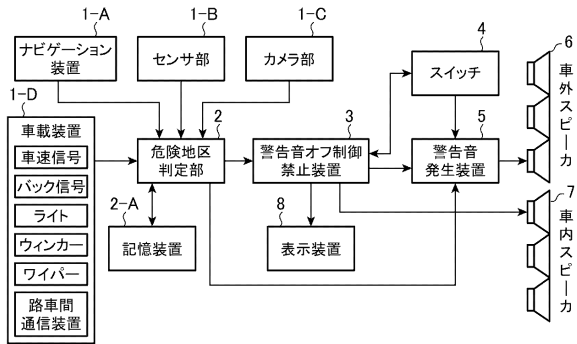 1-A
ナビゲーション
装置
1-B
センサ部
1-C
カメラ部
1-D
車載装置
車速信号
バック信号
ライト
ウィンカー
ワイパー
路車間
通信装置
2
危険地区
判定部
2-A
記憶装置
3
警告音オフ制御
禁止装置
8
表示装置
4
スイッチ
5
警告音
発生装置
6
車外スピーカ
7
車内スピーカ